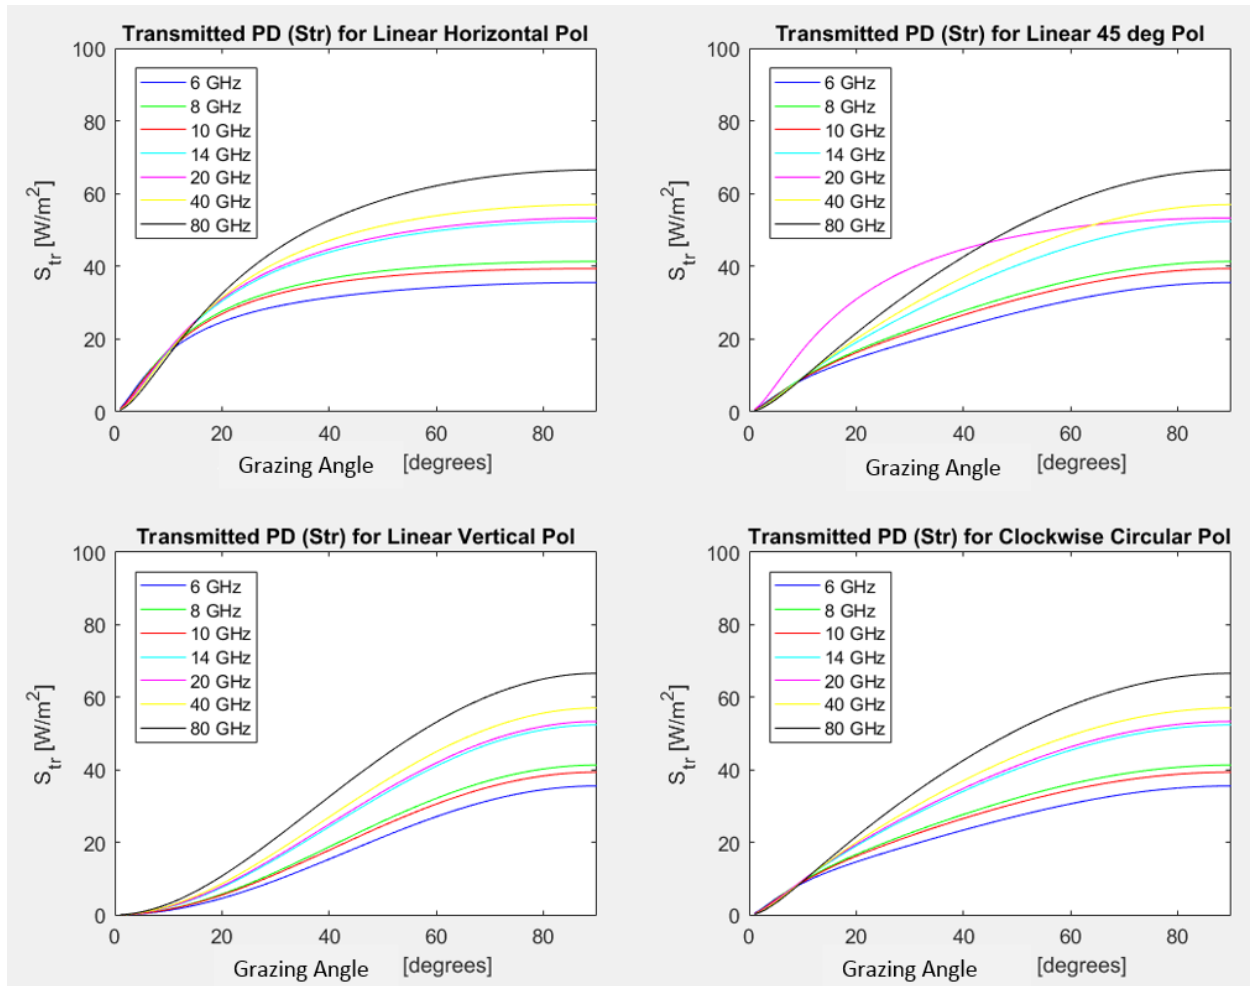 Transmitted PD (Str) for Linear Horizontal Pol
100
80
60
40
20
0
S_tr [W/m^2]
6 GHz
8 GHz
10 GHz
14 GHz
20 GHz
40 GHz
80 GHz
0 20 40 60 80
Grazing Angle [degrees]
Transmitted PD (Str) for Linear 45 deg Pol
100
80
60
40
20
0
S_tr [W/m^2]
6 GHz
8 GHz
10 GHz
14 GHz
20 GHz
40 GHz
80 GHz
0 20 40 60 80
Grazing Angle [degrees]
Transmitted PD (Str) for Linear Vertical Pol
100
80
60
40
20
0
S_tr [W/m^2]
6 GHz
8 GHz
10 GHz
14 GHz
20 GHz
40 GHz
80 GHz
0 20 40 60 80
Grazing Angle [degrees]
Transmitted PD (Str) for Clockwise Circular Pol
100
80
60
40
20
0
S_tr [W/m^2]
6 GHz
8 GHz
10 GHz
14 GHz
20 GHz
40 GHz
80 GHz
0 20 40 60 80
Grazing Angle [degrees]